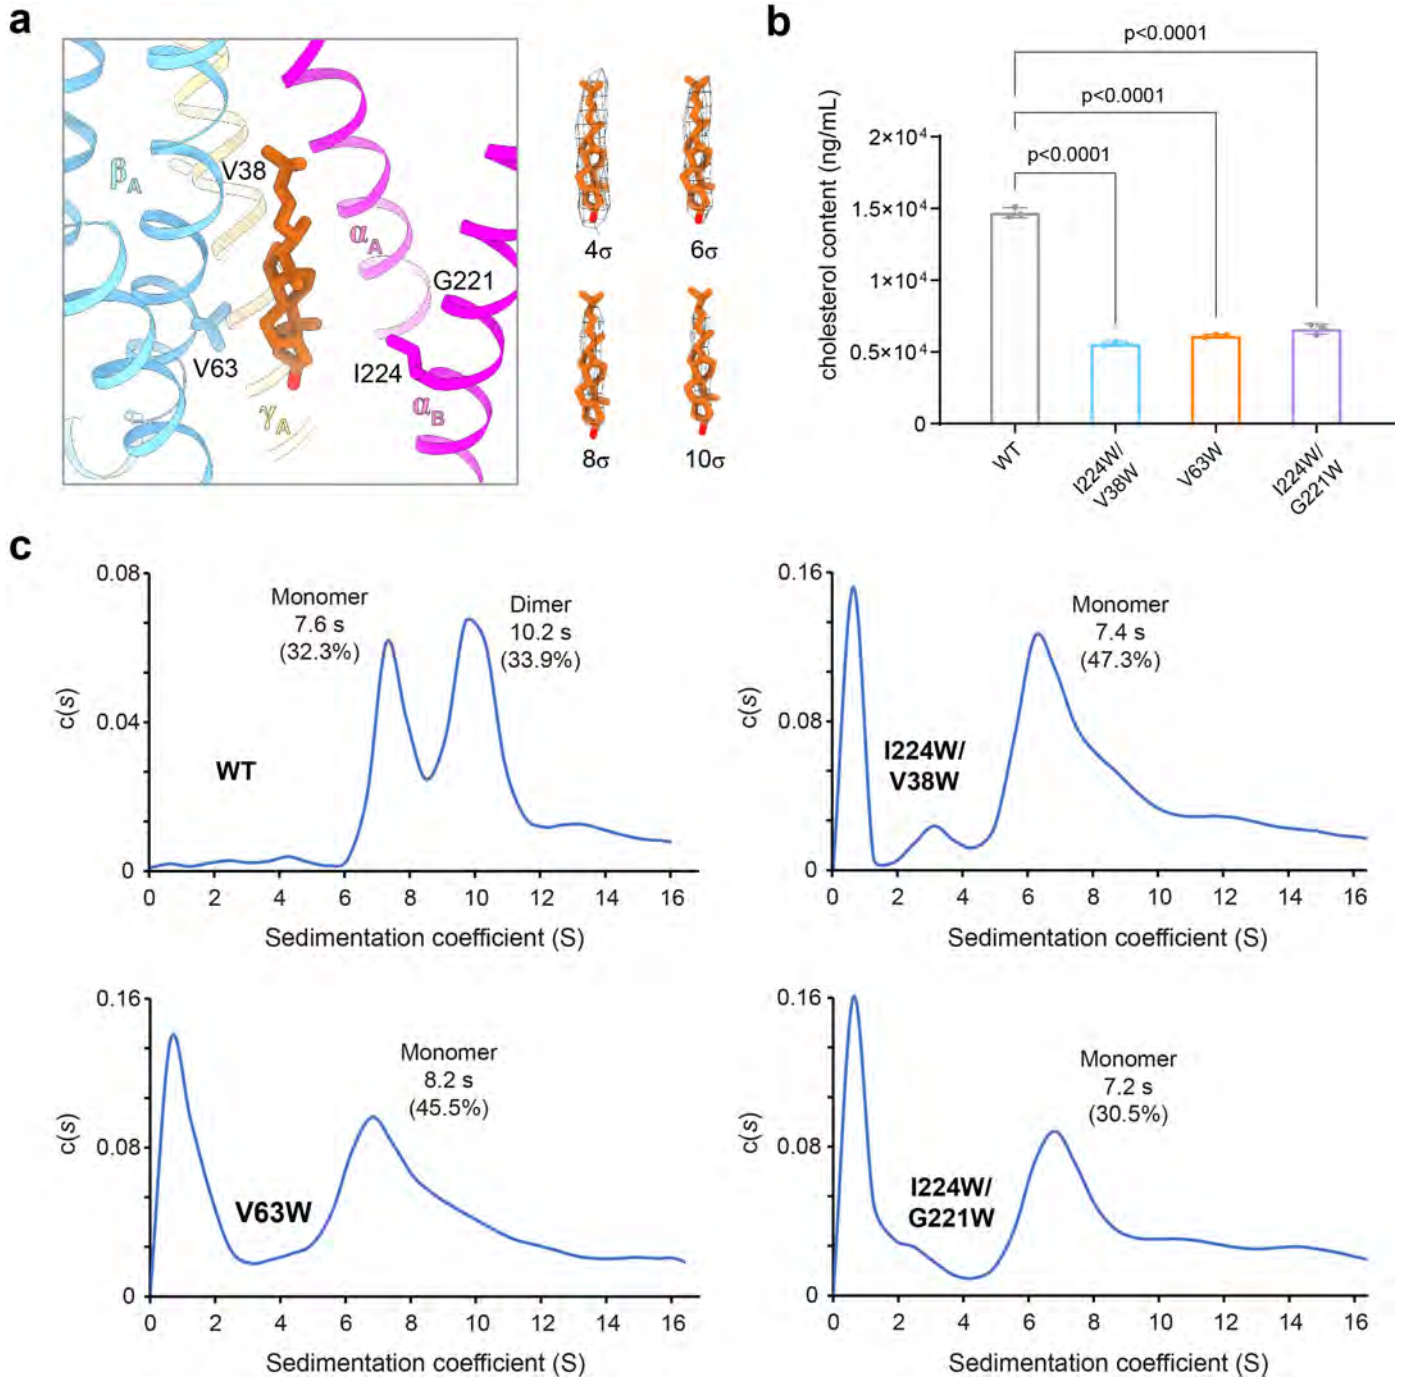 a
β_A
V38
α_A
G221
V63
I224
γ_A
α_B
4σ
6σ
8σ
10σ
b
p<0.0001
p<0.0001
p<0.0001
cholesterol content (ng/mL)
2×10⁴
1.5×10⁴
1×10⁴
0.5×10⁴
0
WT
I224W/
V38W
V63W
I224W/
G221W
c
0.08
0.04
0
c(s)
Monomer
7.6 s
(32.3%)
Dimer
10.2 s
(33.9%)
WT
0 2 4 6 8 10 12 14 16
Sedimentation coefficient (S)
0.16
0.08
0
c(s)
Monomer
7.4 s
(47.3%)
I224W/
V38W
0 2 4 6 8 10 12 14 16
Sedimentation coefficient (S)
0.16
0.08
0
c(s)
Monomer
8.2 s
(45.5%)
V63W
0 2 4 6 8 10 12 14 16
Sedimentation coefficient (S)
0.16
0.08
0
c(s)
Monomer
7.2 s
(30.5%)
I224W/
G221W
0 2 4 6 8 10 12 14 16
Sedimentation coefficient (S)